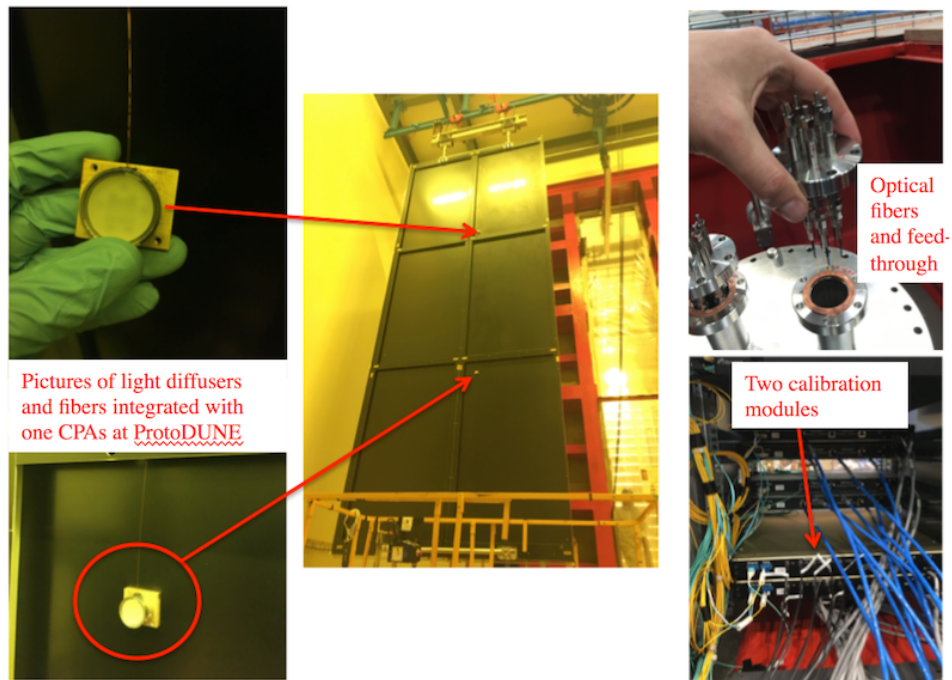 Pictures of light diffusers
and fibers integrated with
one CPAs at ProtoDUNE
Optical
fibers
and feed-
through
Two calibration
modules